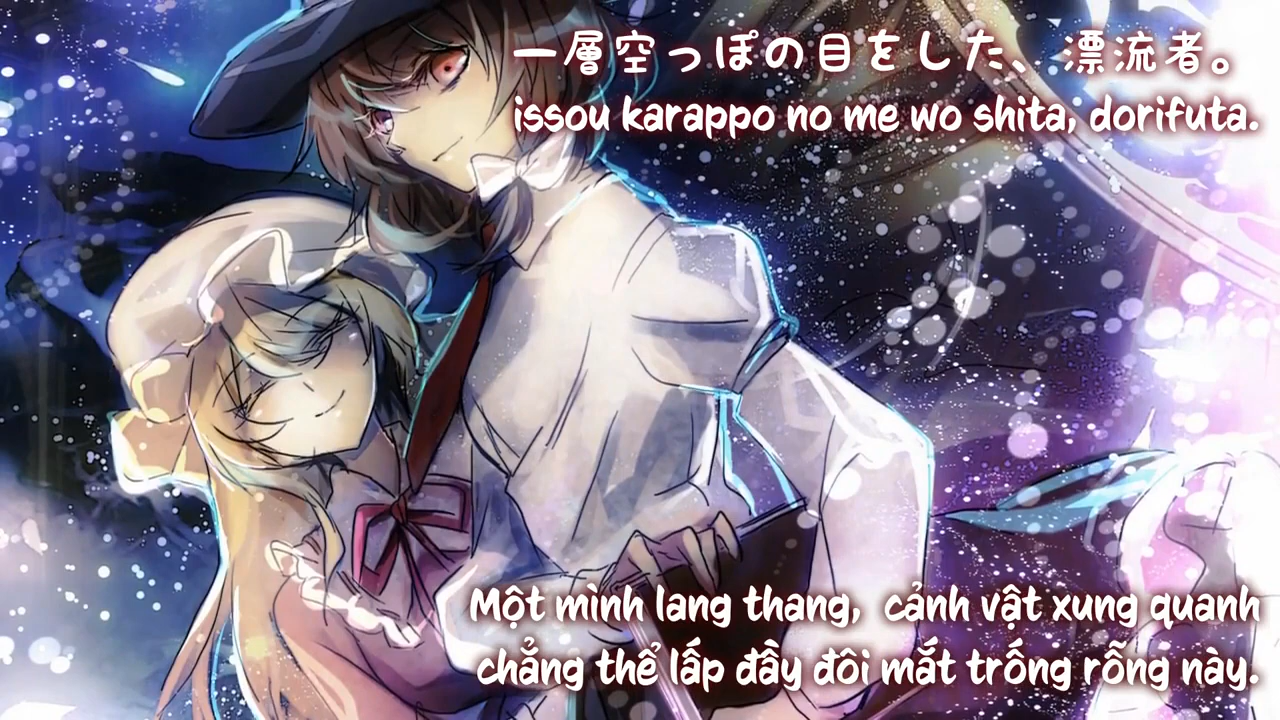 一層空っぽの目をした、漂流者。
issou karappo no me wo shita, dorifuta.
Một mình lang thang, cảnh vật xung quanh
chẳng thể lấp đầy đôi mắt trống rỗng này.